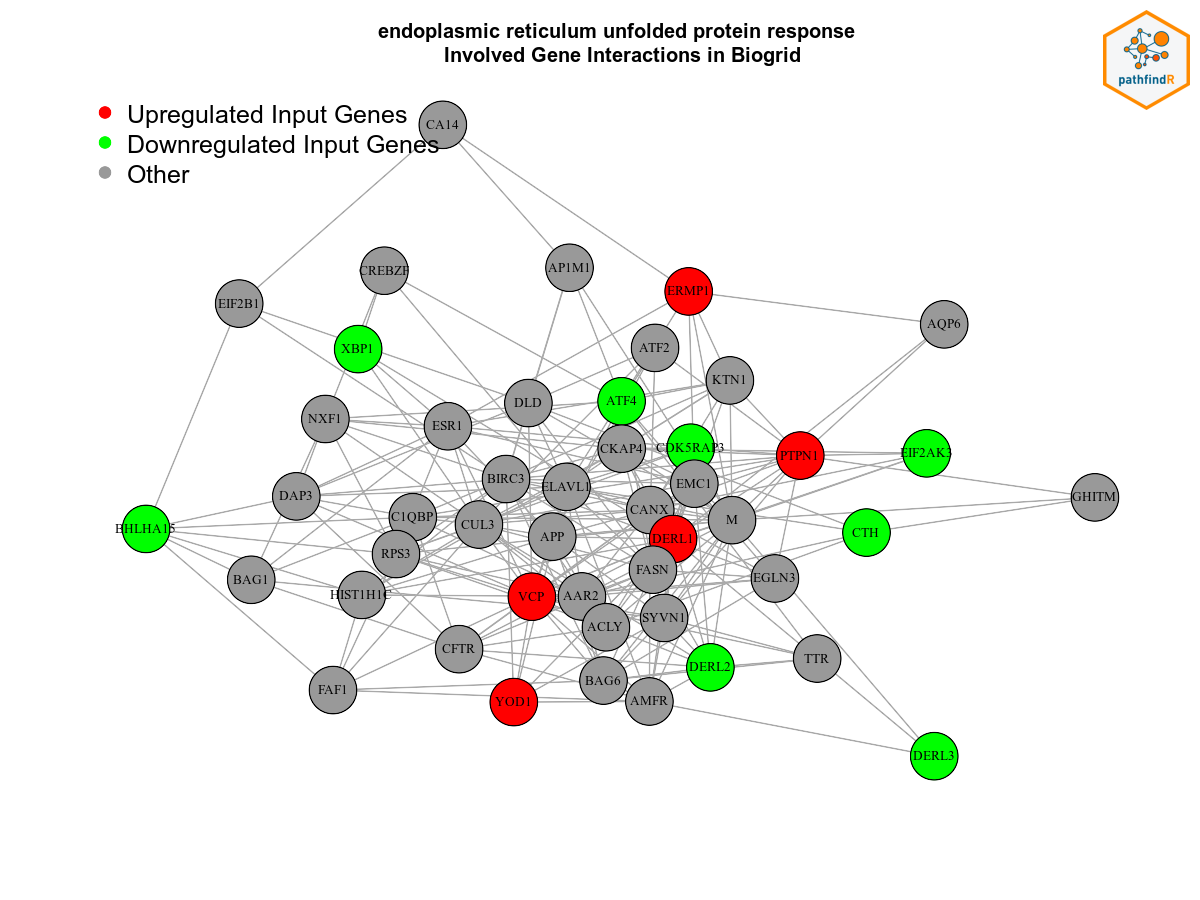 endoplasmic reticulum unfolded protein response
Involved Gene Interactions in Biogrid
pathfindR
Upregulated Input Genes
Downregulated Input Genes
Other
CA14
CREBZF
AP1M1
ERMP1
EIF2B1
AQP6
XBP1
ATF2
KTN1
DLD
ATF4
NXF1
ESR1
CKAP4
CDK5RAP3
PTPN1
EIF2AK3
BIRC3
ELAVL1
EMC1
DAP3
GHITM
C1QBP
CANX
M
BHLHA15
CUL3
APP
DERL1
CTH
RPS3
FASN
BAG1
EGLN3
HIST1H1C
VCP
AAR2
SYVN1
ACLY
CFTR
TTR
DERL2
BAG6
FAF1
YOD1
AMFR
DERL3